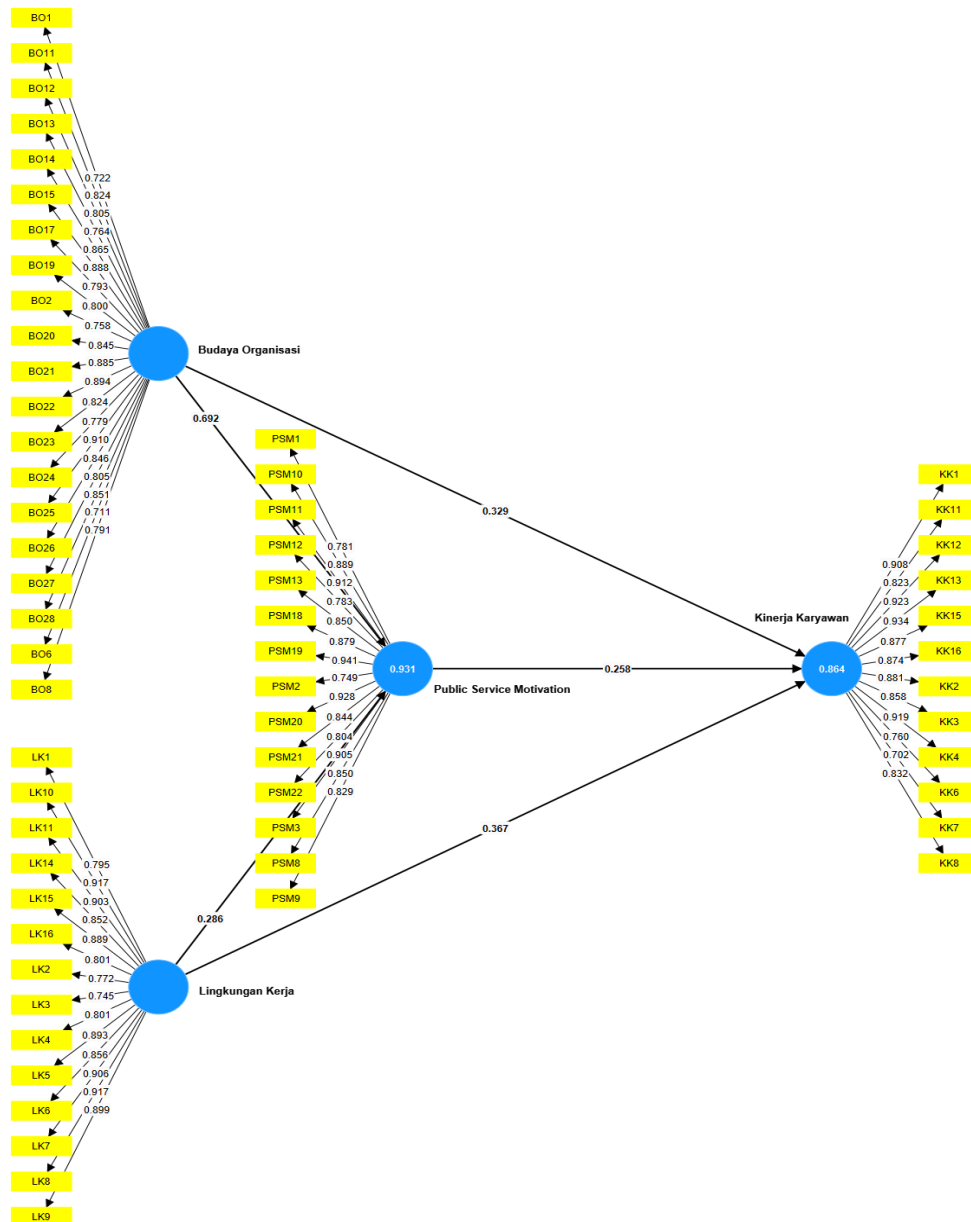 BO1
BO11
BO12
BO13
BO14
BO15
BO17
BO19
BO2
BO20
BO21
BO22
BO23
BO24
BO25
BO26
BO27
BO28
BO6
BO8
0.722
0.824
0.805
0.764
0.865
0.888
0.793
0.800
0.758
0.845
0.885
0.894
0.824
0.779
0.910
0.846
0.805
0.851
0.711
0.791
Budaya Organisasi
0.692
0.329
PSM1
PSM10
PSM11
PSM12
PSM13
PSM18
PSM19
PSM2
PSM20
PSM21
PSM22
PSM3
PSM8
PSM9
0.781
0.889
0.912
0.783
0.850
0.879
0.941
0.749
0.928
0.844
0.804
0.905
0.850
0.829
0.931
Public Service Motivation
0.258
Kinerja Karyawan
0.864
0.908
0.823
0.923
0.934
0.877
0.874
0.881
0.858
0.919
0.760
0.702
0.832
KK1
KK11
KK12
KK13
KK15
KK16
KK2
KK3
KK4
KK6
KK7
KK8
LK1
LK10
LK11
LK14
LK15
LK16
LK2
LK3
LK4
LK5
LK6
LK7
LK8
LK9
0.795
0.917
0.903
0.852
0.889
0.801
0.772
0.745
0.801
0.893
0.856
0.906
0.917
0.899
0.286
0.367
Lingkungan Kerja